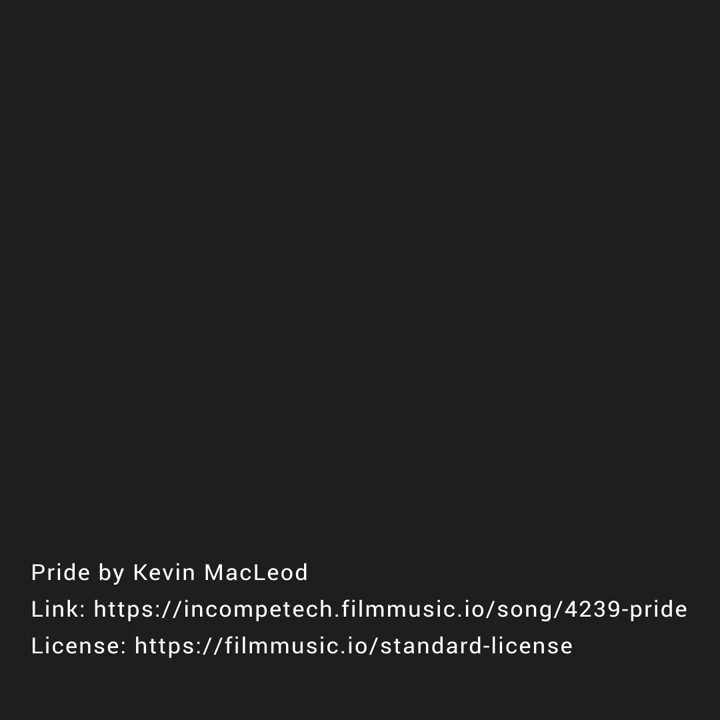 Pride by Kevin MacLeod
Link: https://incompetech.filmmusic.io/song/4239-pride
License: https://filmmusic.io/standard-license